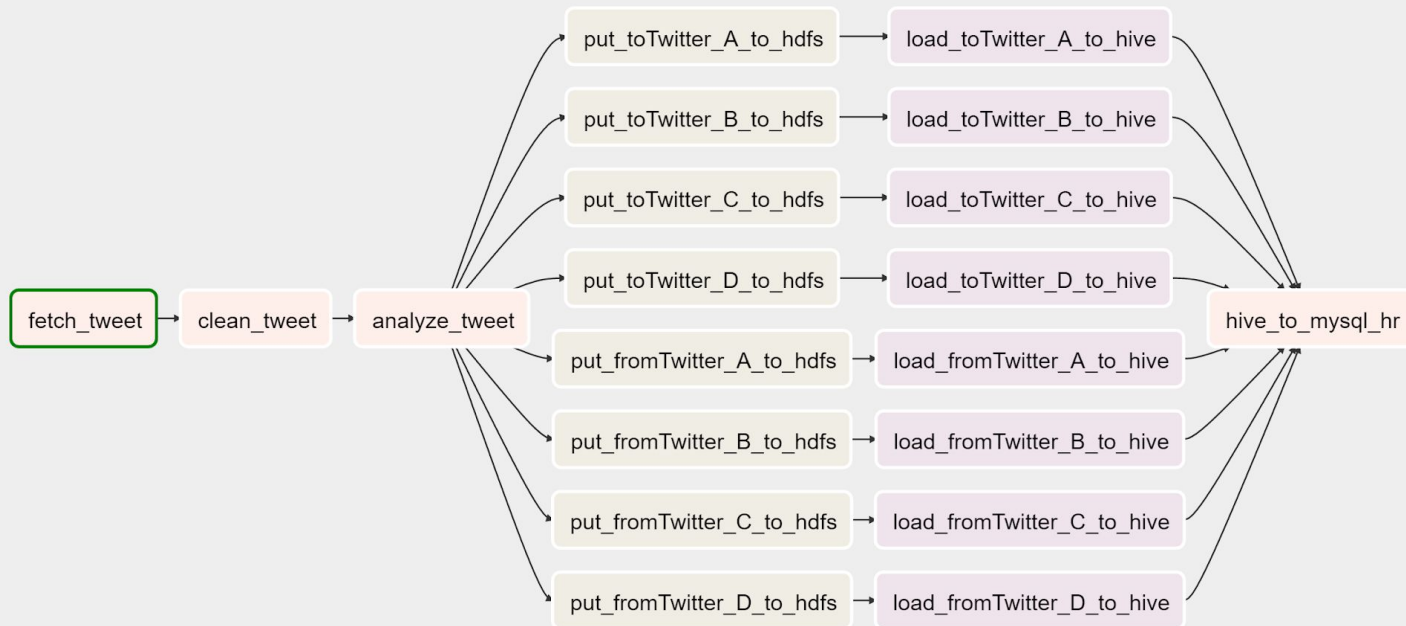 put_toTwitter_A_to_hdfs
load_toTwitter_A_to_hive
put_toTwitter_B_to_hdfs
load_toTwitter_B_to_hive
put_toTwitter_C_to_hdfs
load_toTwitter_C_to_hive
put_toTwitter_D_to_hdfs
load_toTwitter_D_to_hive
fetch_tweet
clean_tweet
analyze_tweet
hive_to_mysql_hr
put_fromTwitter_A_to_hdfs
load_fromTwitter_A_to_hive
put_fromTwitter_B_to_hdfs
load_fromTwitter_B_to_hive
put_fromTwitter_C_to_hdfs
load_fromTwitter_C_to_hive
put_fromTwitter_D_to_hdfs
load_fromTwitter_D_to_hive